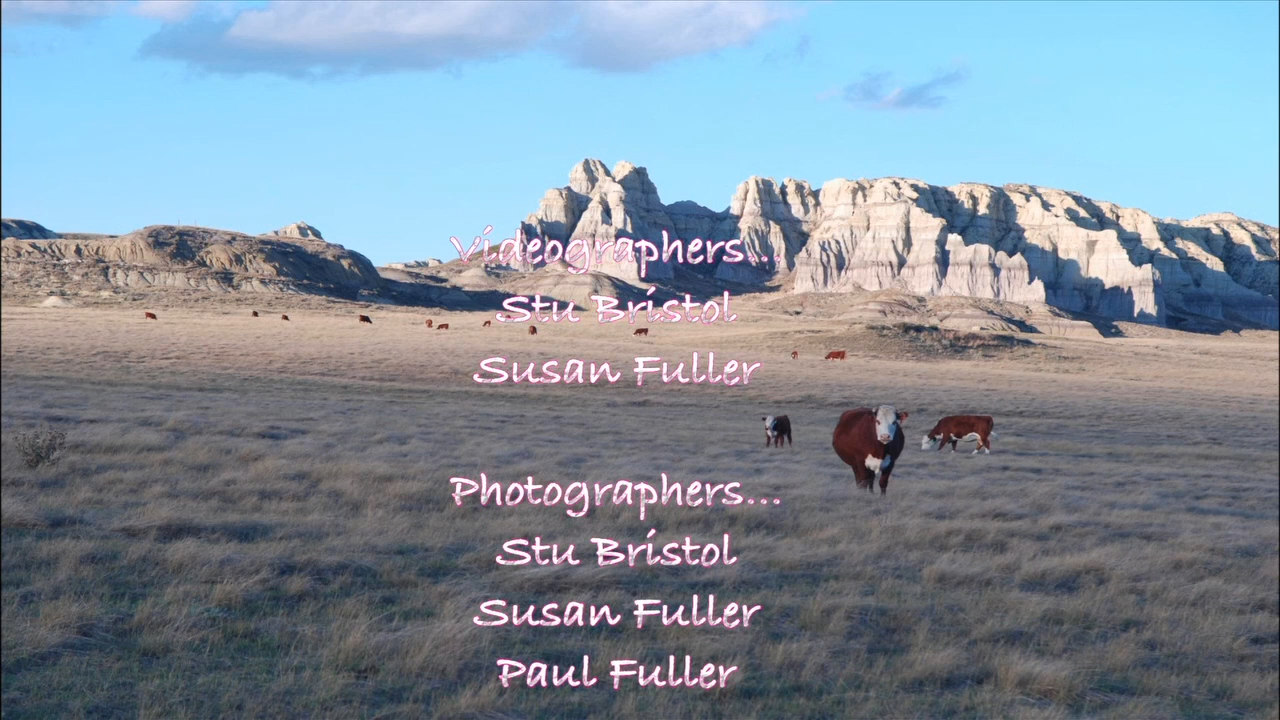 Videographers...
Stu Bristol
Susan Fuller
Photographers...
Stu Bristol
Susan Fuller
Paul Fuller